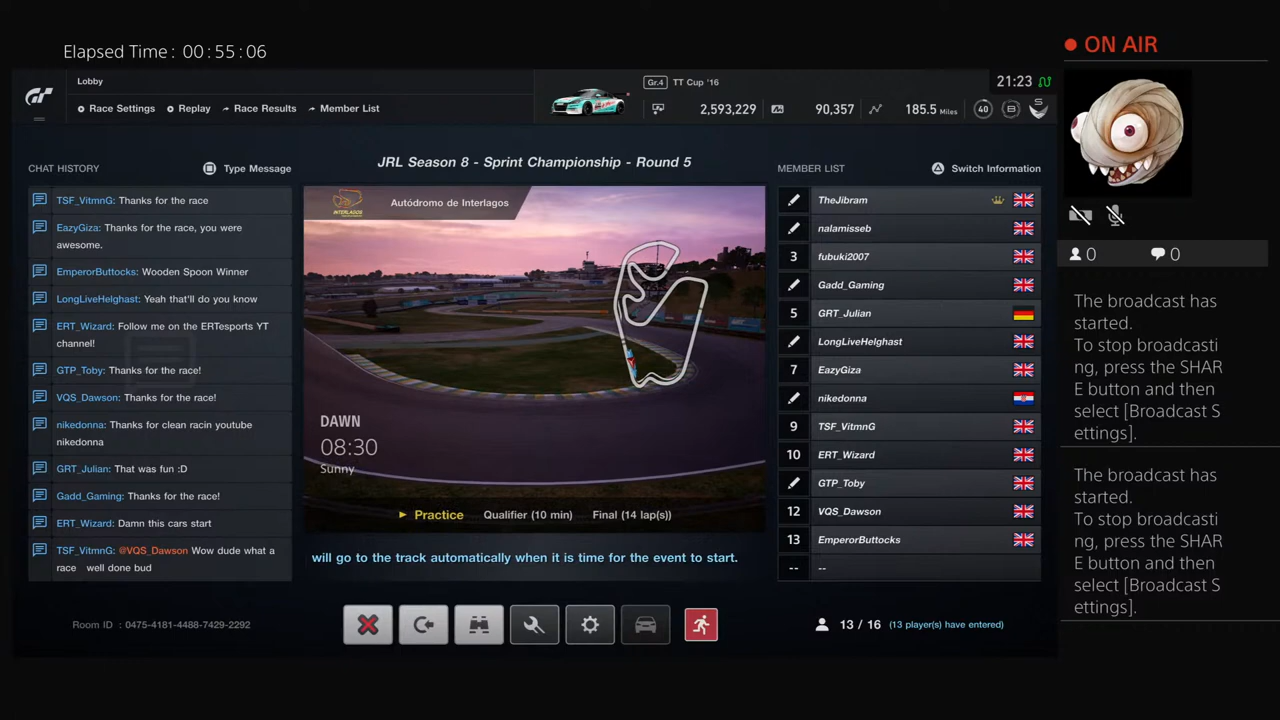 Elapsed Time : 00:55:06
ON AIR
Lobby
Race Settings
Replay
Race Results
Member List
Gr.4
TT Cup '16
2,593,229
90,357
185.5 Miles
21:23
40
B
S
CHAT HISTORY
Type Message
JRL Season 8 - Sprint Championship - Round 5
MEMBER LIST
Switch Information
TSF_VitmnG: Thanks for the race
EazyGiza: Thanks for the race, you were
awesome.
EmperorButtocks: Wooden Spoon Winner
LongLiveHelghast: Yeah that'll do you know
ERT_Wizard: Follow me on the ERTesports YT
channel!
GTP_Toby: Thanks for the race!
VQS_Dawson: Thanks for the race!
nikedonna: Thanks for clean racin youtube
nikedonna
GRT_Julian: That was fun :D
Gadd_Gaming: Thanks for the race!
ERT_Wizard: Damn this cars start
TSF_VitmnG: @VQS_Dawson Wow dude what a
race well done bud
INTERLAGOS
Autódromo de Interlagos
DAWN
08:30
Sunny
Practice
Qualifier (10 min)
Final (14 lap(s))
will go to the track automatically when it is time for the event to start.
TheJibram
nalamisseb
3 fubuki2007
Gadd_Gaming
5 GRT_Julian
LongLiveHelghast
7 EazyGiza
nikedonna
9 TSF_VitmnG
10 ERT_Wizard
GTP_Toby
12 VQS_Dawson
13 EmperorButtocks
-- --
Room ID : 0475-4181-4488-7429-2292
13 / 16 (13 player(s) have entered)
0
0
The broadcast has
started.
To stop broadcasti
ng, press the SHAR
E button and then
select [Broadcast S
ettings].
The broadcast has
started.
To stop broadcasti
ng, press the SHAR
E button and then
select [Broadcast S
ettings].